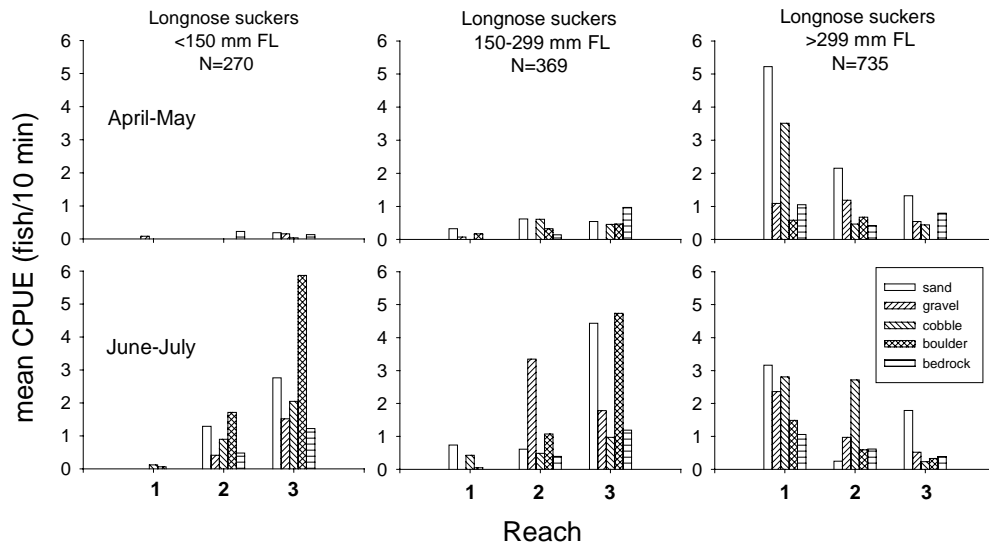 Longnose suckers
<150 mm FL
N=270
Longnose suckers
150-299 mm FL
N=369
Longnose suckers
>299 mm FL
N=735
mean CPUE (fish/10 min)
April-May
6
5
4
3
2
1
0
6
5
4
3
2
1
0
6
5
4
3
2
1
0
June-July
6
5
4
3
2
1
0
6
5
4
3
2
1
0
6
5
4
3
2
1
0
sand
gravel
cobble
boulder
bedrock
1 2 3
1 2 3
1 2 3
Reach